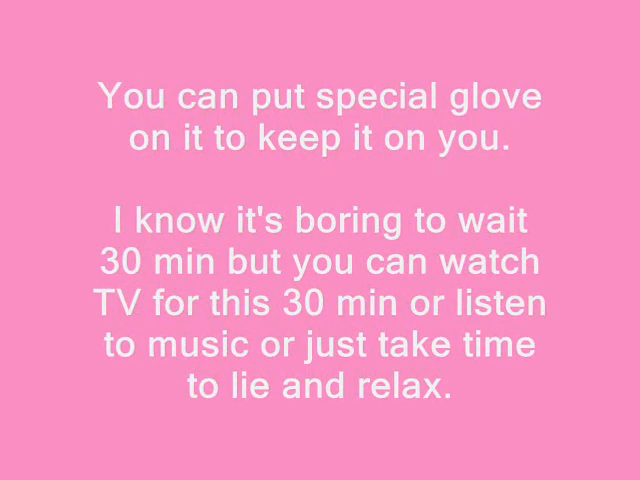 You can put special glove
on it to keep it on you.
I know it's boring to wait
30 min but you can watch
TV for this 30 min or listen
to music or just take time
to lie and relax.